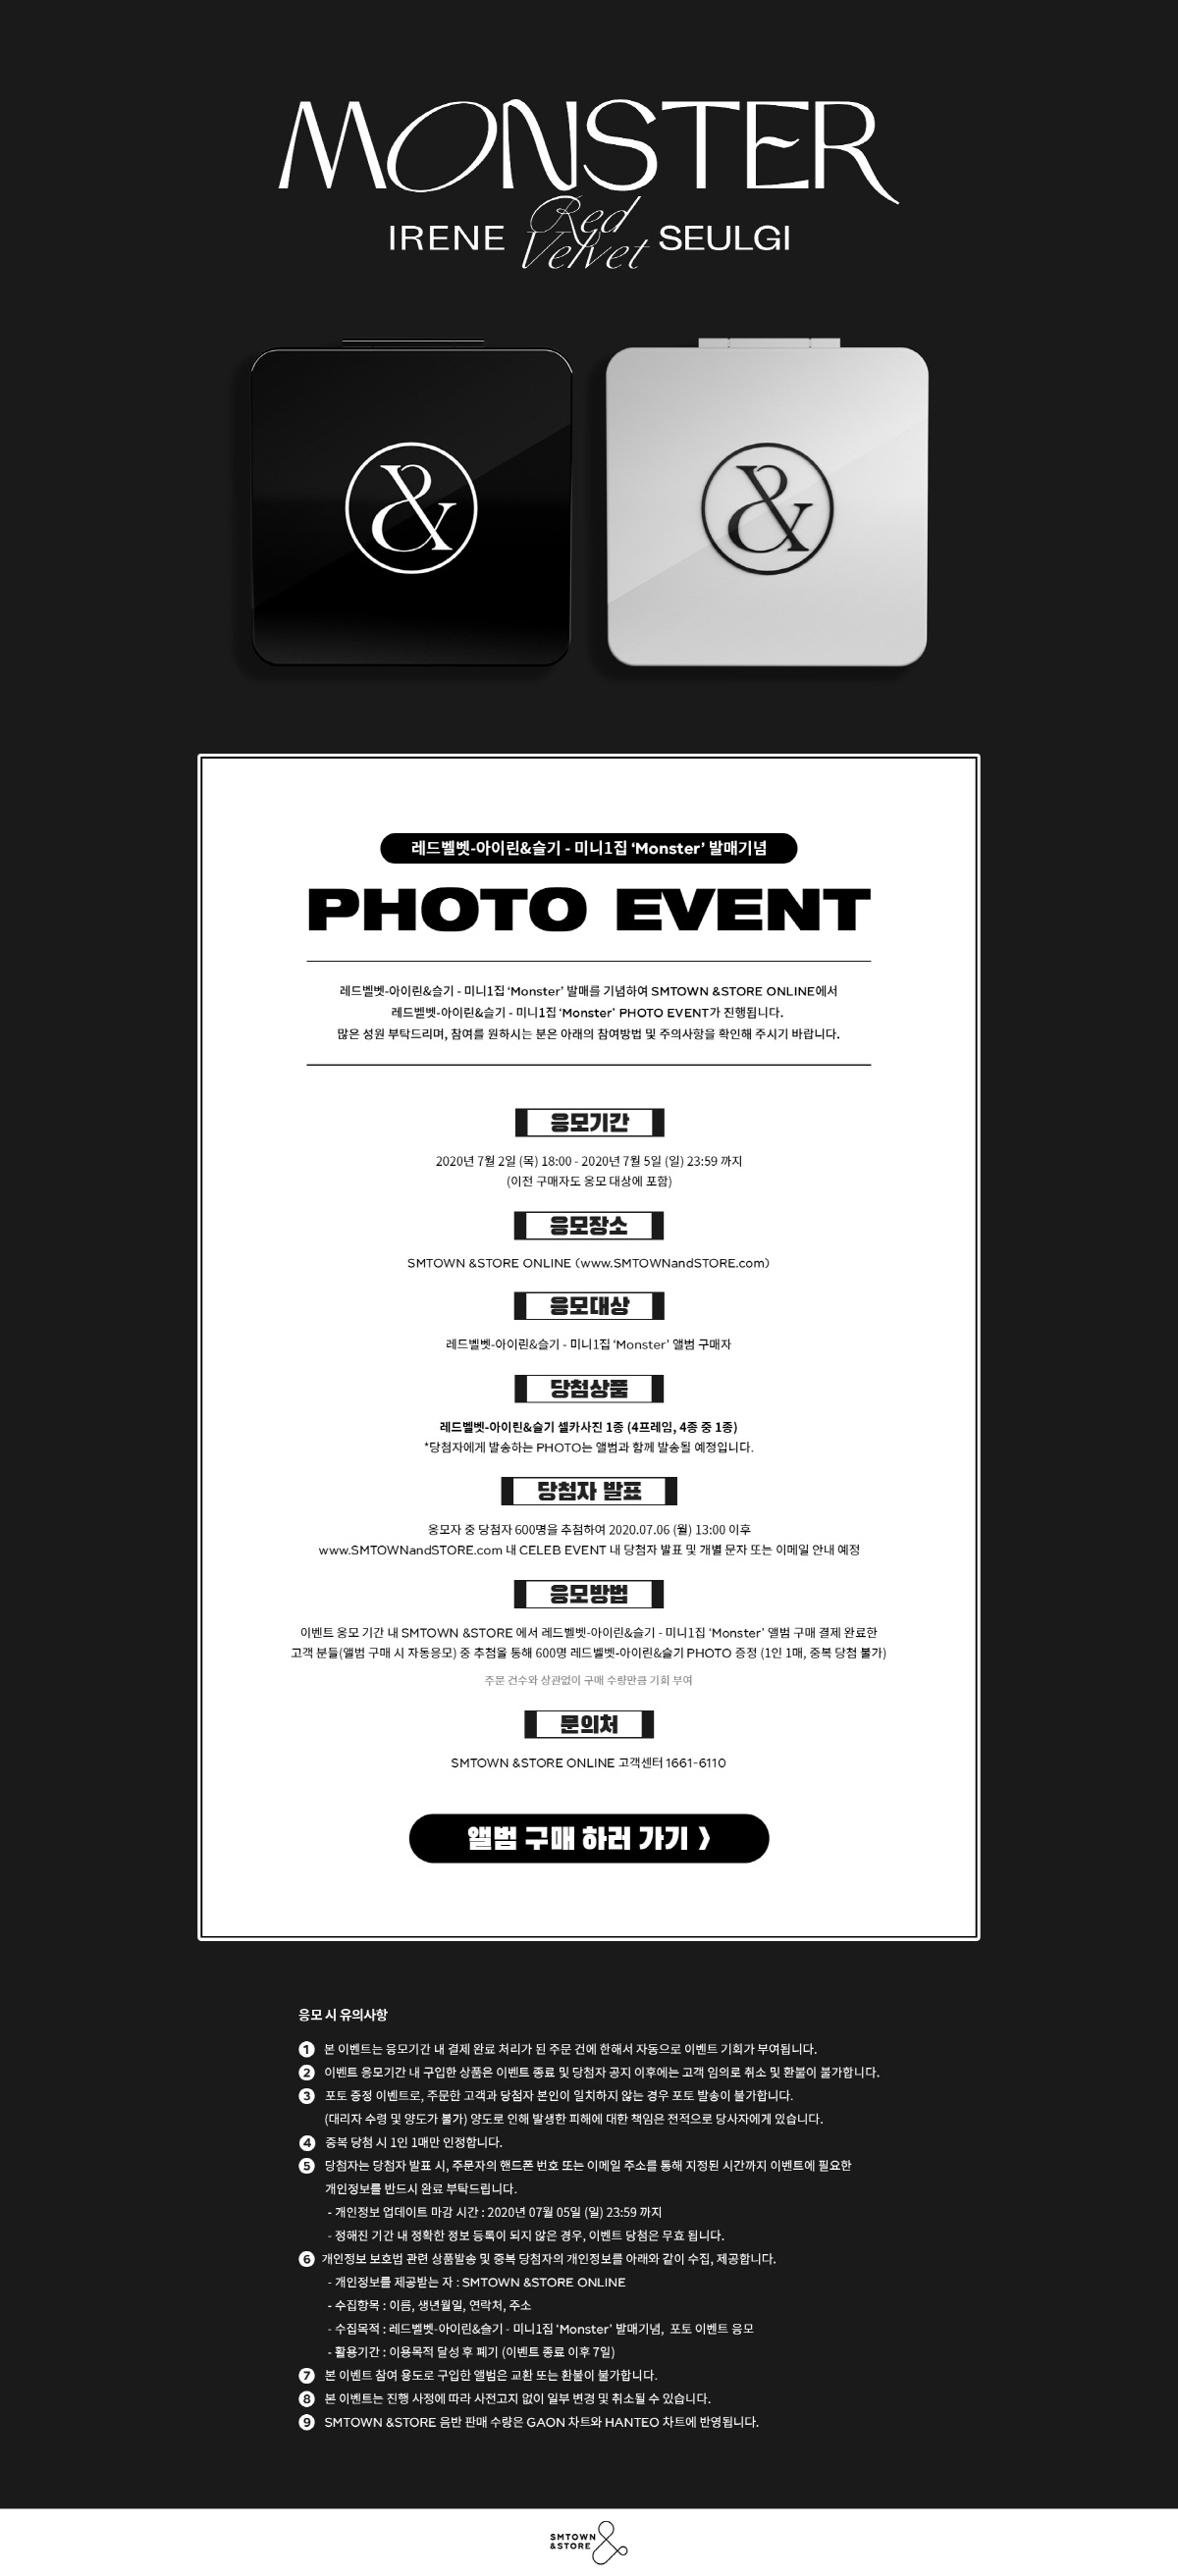 MONSTER
IRENE Red Velvet SEULGI
&
&
레드벨벳-아이린&슬기 - 미니1집 ‘Monster’ 발매기념
PHOTO EVENT
레드벨벳-아이린&슬기 - 미니1집 ‘Monster’ 발매를 기념하여 SMTOWN &STORE ONLINE에서
레드벨벳-아이린&슬기 - 미니1집 ‘Monster’ PHOTO EVENT가 진행됩니다.
많은 성원 부탁드리며, 참여를 원하시는 분은 아래의 참여방법 및 주의사항을 확인해 주시기 바랍니다.
응모기간
2020년 7월 2일 (목) 18:00 - 2020년 7월 5일 (일) 23:59 까지
(이전 구매자도 응모 대상에 포함)
응모장소
SMTOWN &STORE ONLINE (www.SMTOWNandSTORE.com)
응모대상
레드벨벳-아이린&슬기 - 미니1집 ‘Monster’ 앨범 구매자
당첨상품
레드벨벳-아이린&슬기 셀카사진 1종 (4프레임, 4종 중 1종)
*당첨자에게 발송하는 PHOTO는 앨범과 함께 발송될 예정입니다.
당첨자 발표
응모자 중 당첨자 600명을 추첨하여 2020.07.06 (월) 13:00 이후
www.SMTOWNandSTORE.com 내 CELEB EVENT 내 당첨자 발표 및 개별 문자 또는 이메일 안내 예정
응모방법
이벤트 응모 기간 내 SMTOWN &STORE 에서 레드벨벳-아이린&슬기 - 미니1집 ‘Monster’ 앨범 구매 결제 완료한
고객 분들(앨범 구매 시 자동응모) 중 추첨을 통해 600명 레드벨벳-아이린&슬기 PHOTO 증정 (1인 1매, 중복 당첨 불가)
주문 건수와 상관없이 구매 수량만큼 기회 부여
문의처
SMTOWN &STORE ONLINE 고객센터 1661-6110
앨범 구매 하러 가기 >
응모 시 유의사항
1 본 이벤트는 응모기간 내 결제 완료 처리가 된 주문 건에 한해서 자동으로 이벤트 기회가 부여됩니다.
2 이벤트 응모기간 내 구입한 상품은 이벤트 종료 및 당첨자 공지 이후에는 고객 임의로 취소 및 환불이 불가합니다.
3 포토 증정 이벤트로, 주문한 고객과 당첨자 본인이 일치하지 않는 경우 포토 발송이 불가합니다.
(대리자 수령 및 양도가 불가) 양도로 인해 발생한 피해에 대한 책임은 전적으로 당사자에게 있습니다.
4 중복 당첨 시 1인 1매만 인정합니다.
5 당첨자는 당첨자 발표 시, 주문자의 핸드폰 번호 또는 이메일 주소를 통해 지정된 시간까지 이벤트에 필요한
개인정보를 반드시 완료 부탁드립니다.
- 개인정보 업데이트 마감 시간 : 2020년 07월 05일 (일) 23:59 까지
- 정해진 기간 내 정확한 정보 등록이 되지 않은 경우, 이벤트 당첨은 무효 됩니다.
6 개인정보 보호법 관련 상품발송 및 중복 당첨자의 개인정보를 아래와 같이 수집, 제공합니다.
- 개인정보를 제공받는 자 : SMTOWN &STORE ONLINE
- 수집항목 : 이름, 생년월일, 연락처, 주소
- 수집목적 : 레드벨벳-아이린&슬기 - 미니1집 ‘Monster’ 발매기념, 포토 이벤트 응모
- 활용기간 : 이용목적 달성 후 폐기 (이벤트 종료 이후 7일)
7 본 이벤트 참여 용도로 구입한 앨범은 교환 또는 환불이 불가합니다.
8 본 이벤트는 진행 사정에 따라 사전고지 없이 일부 변경 및 취소될 수 있습니다.
9 SMTOWN &STORE 음반 판매 수량은 GAON 차트와 HANTEO 차트에 반영됩니다.
SMTOWN
&STORE